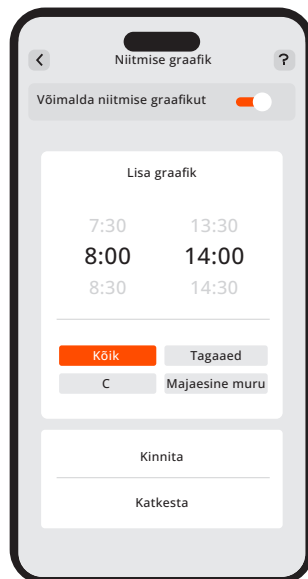 Niitmise graafik ?
Võimalda niitmise graafikut
Lisa graafik
7:30 13:30
8:00 14:00
8:30 14:30
Kõik Tagaaed
C Majaesine muru
Kinnita
Katkesta